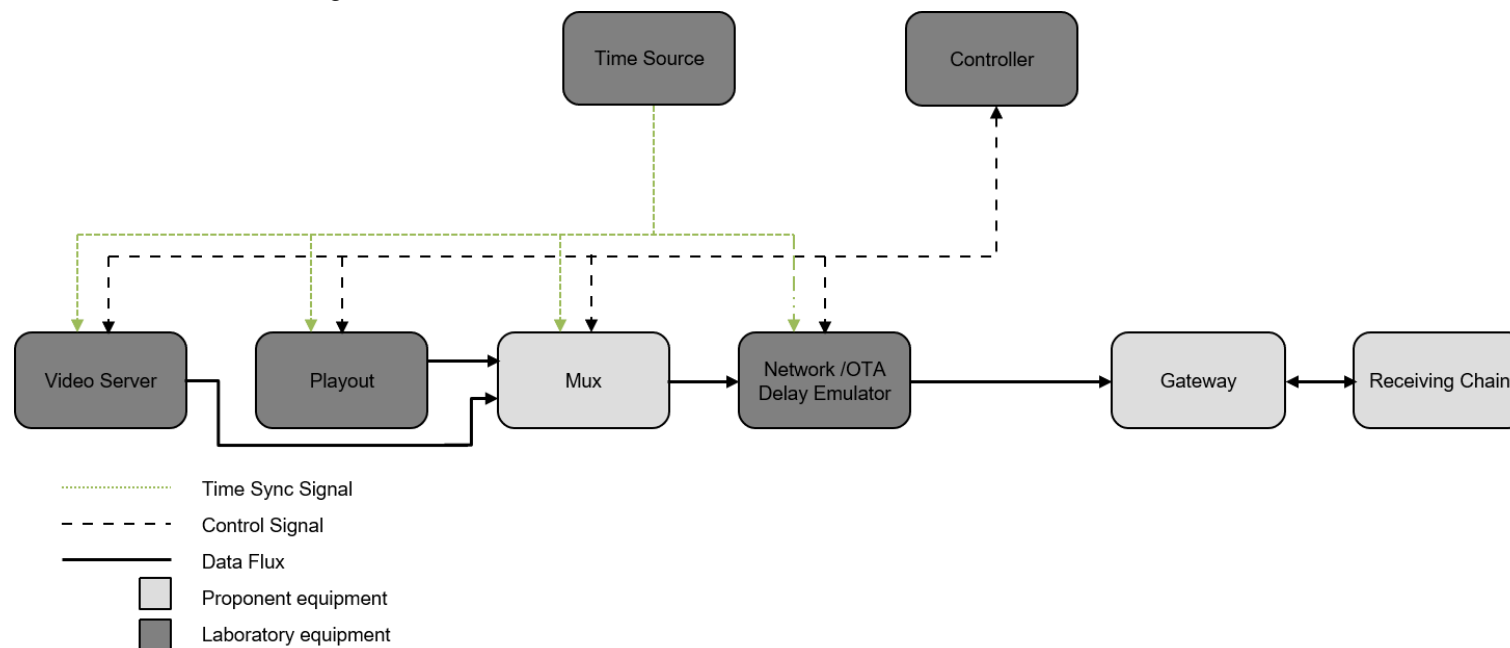 Time Source
Controller
Video Server
Playout
Mux
Network /OTA
Delay Emulator
Gateway
Receiving Chain
Time Sync Signal
Control Signal
Data Flux
Proponent equipment
Laboratory equipment